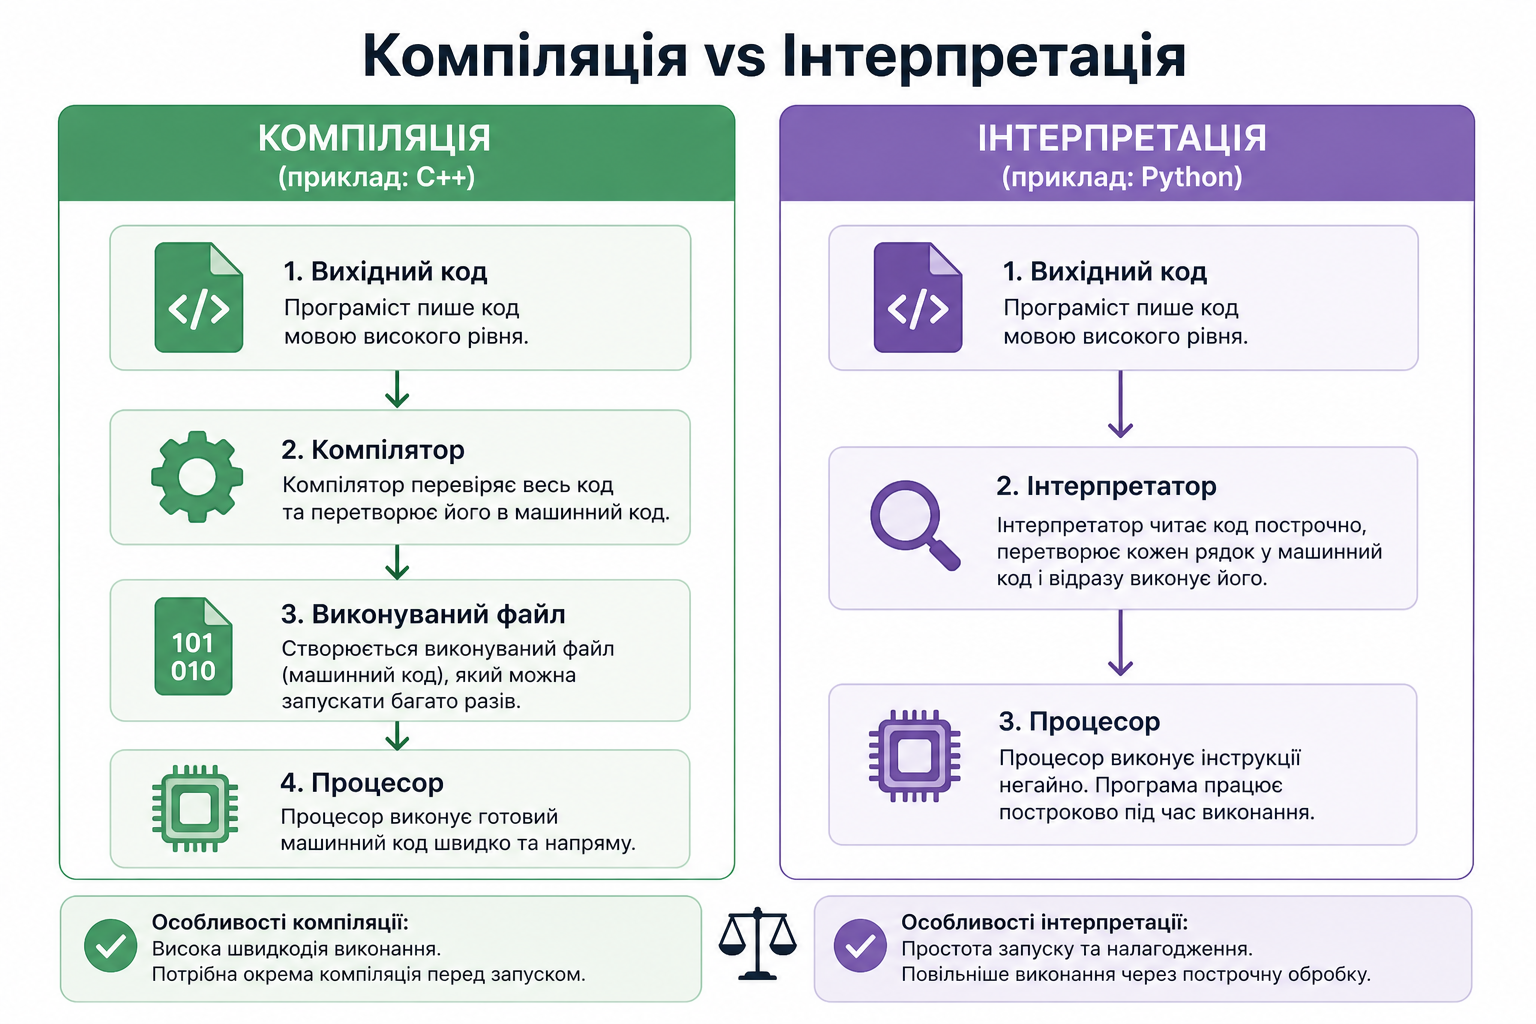 Компіляція vs Інтерпретація
КОМПІЛЯЦІЯ
(приклад: C++)
1. Вихідний код
Програміст пише код
мовою високого рівня.
2. Компілятор
Компілятор перевіряє весь код
та перетворює його в машинний код.
101
010
3. Виконуваний файл
Створюється виконуваний файл
(машинний код), який можна
запускати багато разів.
4. Процесор
Процесор виконує готовий
машинний код швидко та напряму.
Особливості компіляції:
Висока швидкодія виконання.
Потрібна окрема компіляція перед запуском.
ІНТЕРПРЕТАЦІЯ
(приклад: Python)
</>
1. Вихідний код
Програміст пише код
мовою високого рівня.
2. Інтерпретатор
Інтерпретатор читає код построчно,
перетворює кожен рядок у машинний
код і відразу виконує його.
3. Процесор
Процесор виконує інструкції
негайно. Програма працює
построково під час виконання.
Особливості інтерпретації:
Простота запуску та налагодження.
Повільніше виконання через построчну обробку.